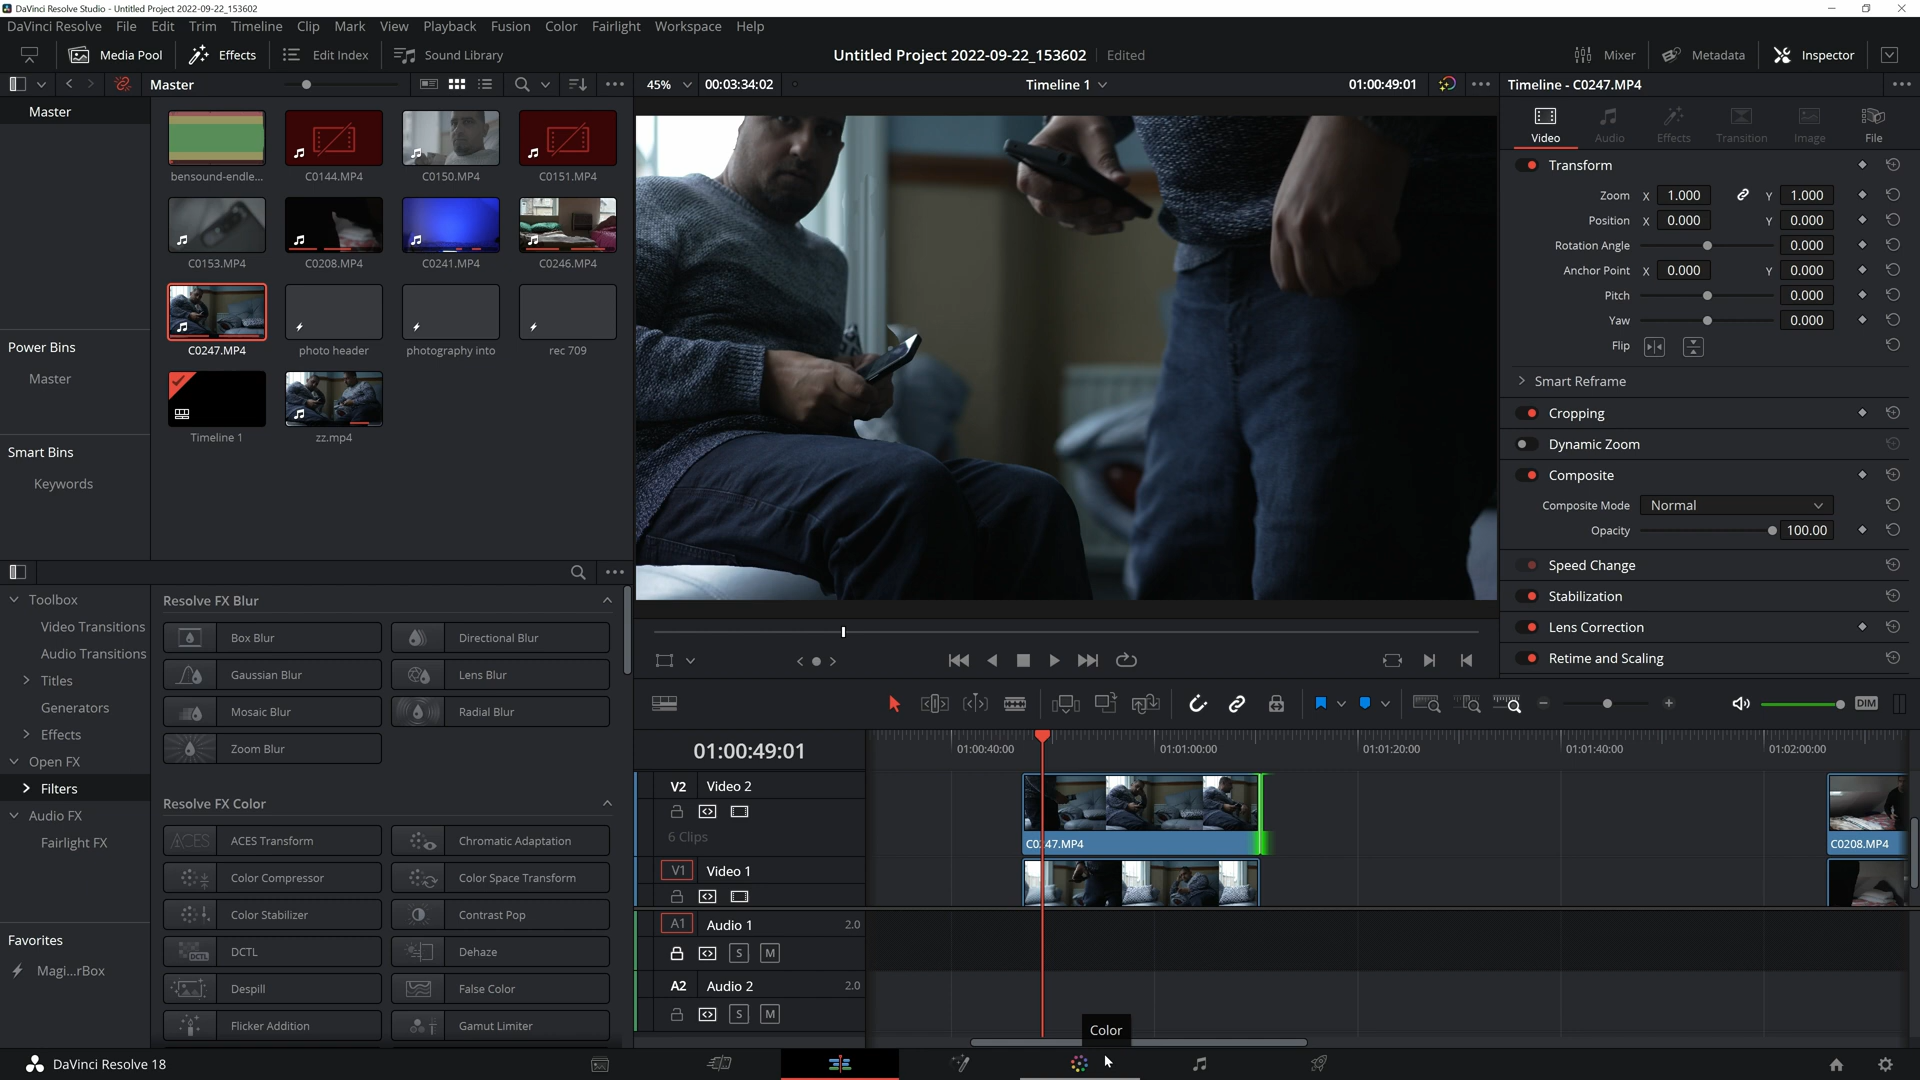 DaVinci Resolve Studio - Untitled Project 2022-09-22_153602
DaVinci Resolve File Edit Trim Timeline Clip Mark View Playback Fusion Color Fairlight Workspace Help
Media Pool Effects Edit Index Sound Library Untitled Project 2022-09-22_153602 Edited Mixer Metadata Inspector
Master 45% 00:03:34:02 Timeline 1 01:00:49:01 Timeline - C0247.MP4
Master
Video Audio Effects Transition Image File
bensound-endle... C0144.MP4 C0150.MP4 C0151.MP4
C0153.MP4 C0208.MP4 C0241.MP4 C0246.MP4
C0247.MP4 photo header photography into rec 709
Timeline 1 zz.mp4
Power Bins
Master
Smart Bins
Keywords
Transform
Zoom X 1.000 Y 1.000
Position X 0.000 Y 0.000
Rotation Angle 0.000
Anchor Point X 0.000 Y 0.000
Pitch 0.000
Yaw 0.000
Flip
Smart Reframe
Cropping
Dynamic Zoom
Composite
Composite Mode Normal
Opacity 100.00
Speed Change
Stabilization
Lens Correction
Retime and Scaling
Toolbox
Video Transitions
Audio Transitions
Titles
Generators
Effects
Open FX
Filters
Audio FX
Fairlight FX
Favorites
Magi...rBox
Resolve FX Blur
Box Blur Directional Blur
Gaussian Blur Lens Blur
Mosaic Blur Radial Blur
Zoom Blur
Resolve FX Color
ACES ACES Transform Chromatic Adaptation
Color Compressor Color Space Transform
Color Stabilizer Contrast Pop
DCTL DCTL Dehaze
Despill False Color
Flicker Addition Gamut Limiter
DIM
01:00:49:01 01:00:40:00 01:01:00:00 01:01:20:00 01:01:40:00 01:02:00:00
V2 Video 2
6 Clips
C0 47.MP4 C0208.MP4
V1 Video 1
A1 Audio 1 2.0
S M
A2 Audio 2 2.0
S M
Color
DaVinci Resolve 18